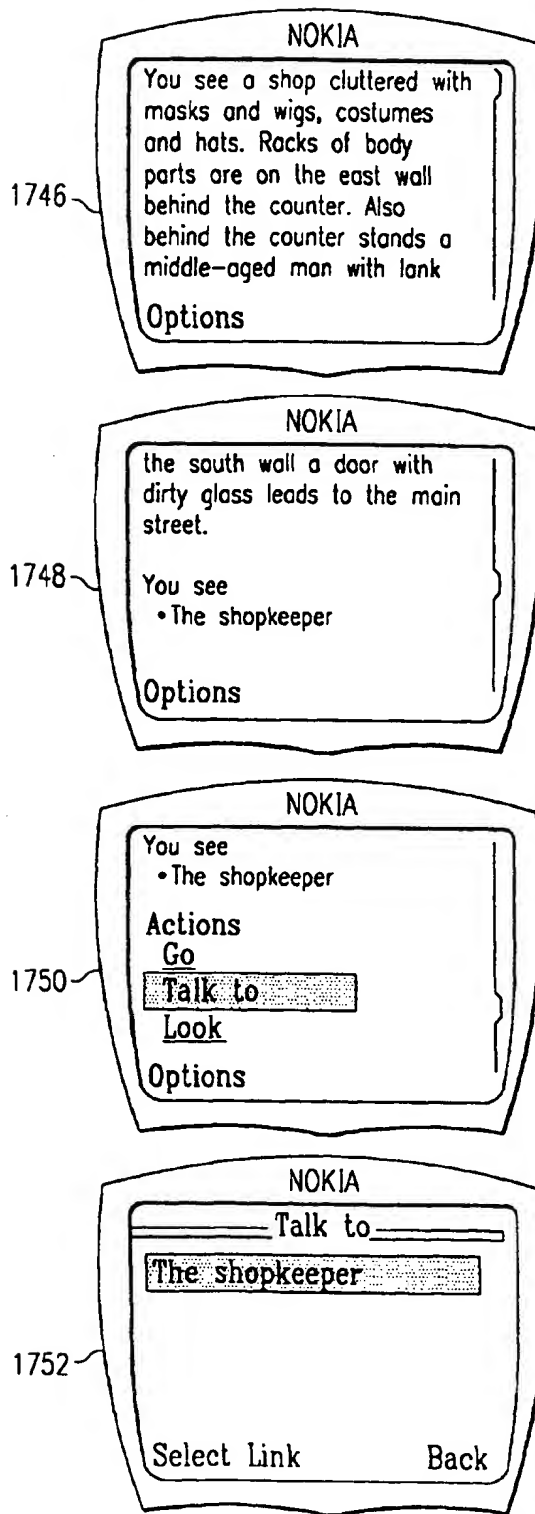 NOKIA
You see a shop cluttered with
masks and wigs, costumes
and hats. Racks of body
parts are on the east wall
behind the counter. Also
behind the counter stands a
middle-aged man with lank
Options
1746
NOKIA
the south wall a door with
dirty glass leads to the main
street.
You see
•The shopkeeper
Options
1748
NOKIA
You see
•The shopkeeper
Actions
Go
Talk to
Look
Options
1750
NOKIA
Talk to
The shopkeeper
Select Link Back
1752